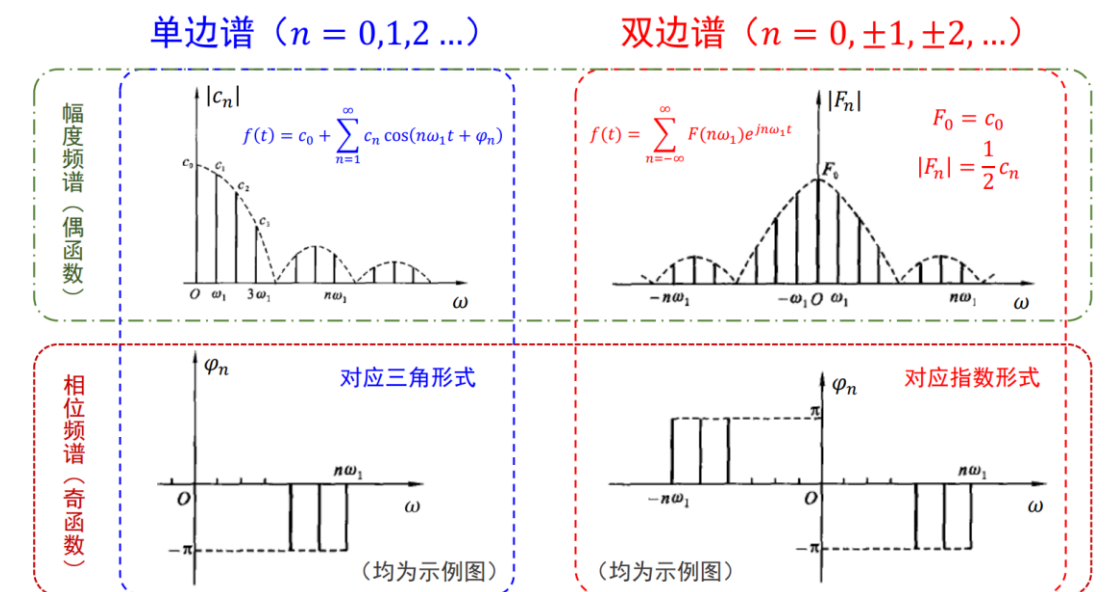 单边谱（n = 0,1,2 …）
双边谱（n = 0, ±1, ±2, …）
幅度频谱（偶函数）
|cₙ|
f(t) = c₀ + ∑_{n=1}^{∞} cₙ cos(nω₁t + φₙ)
c₀
c₁
c₂
c₃
O
ω₁
3ω₁
nω₁
ω
|Fₙ|
f(t) = ∑_{n=−∞}^{∞} F(nω₁)e^{jnω₁t}
F₀ = c₀
|Fₙ| = 1/2 cₙ
F₀
−nω₁
−ω₁
O
ω₁
nω₁
ω
相位频谱（奇函数）
φₙ
对应三角形式
nω₁
O
ω
−π
（均为示例图）
φₙ
对应指数形式
π
nω₁
−nω₁
O
ω
−π
（均为示例图）